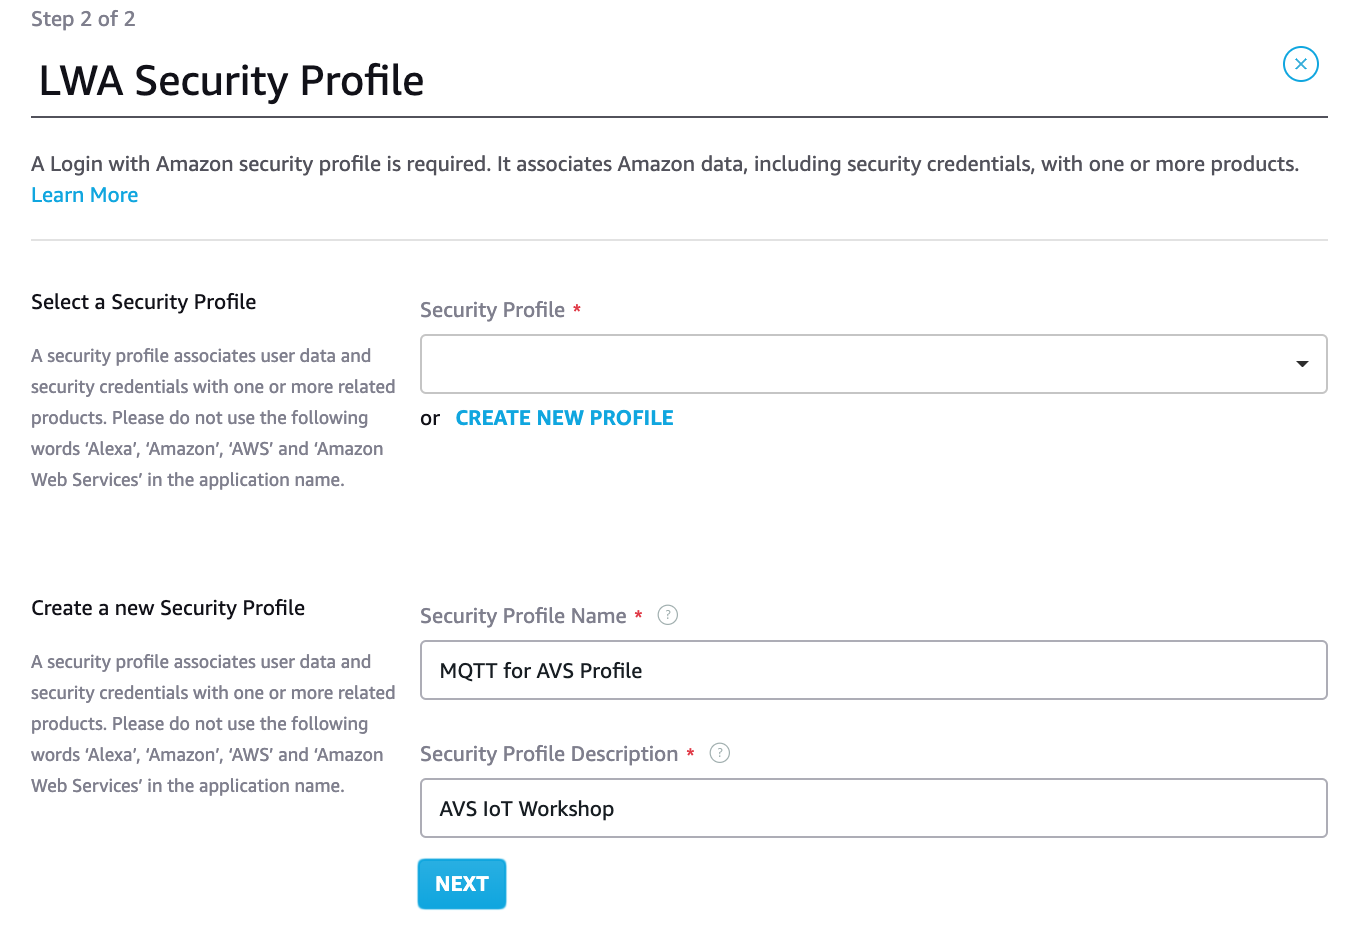 Step 2 of 2
LWA Security Profile
A Login with Amazon security profile is required. It associates Amazon data, including security credentials, with one or more products.
Learn More
Select a Security Profile
A security profile associates user data and
security credentials with one or more related
products. Please do not use the following
words ‘Alexa’, ‘Amazon’, ‘AWS’ and ‘Amazon
Web Services’ in the application name.
Security Profile *
or CREATE NEW PROFILE
Create a new Security Profile
A security profile associates user data and
security credentials with one or more related
products. Please do not use the following
words ‘Alexa’, ‘Amazon’, ‘AWS’ and ‘Amazon
Web Services’ in the application name.
Security Profile Name * ?
MQTT for AVS Profile
Security Profile Description * ?
AVS IoT Workshop
NEXT